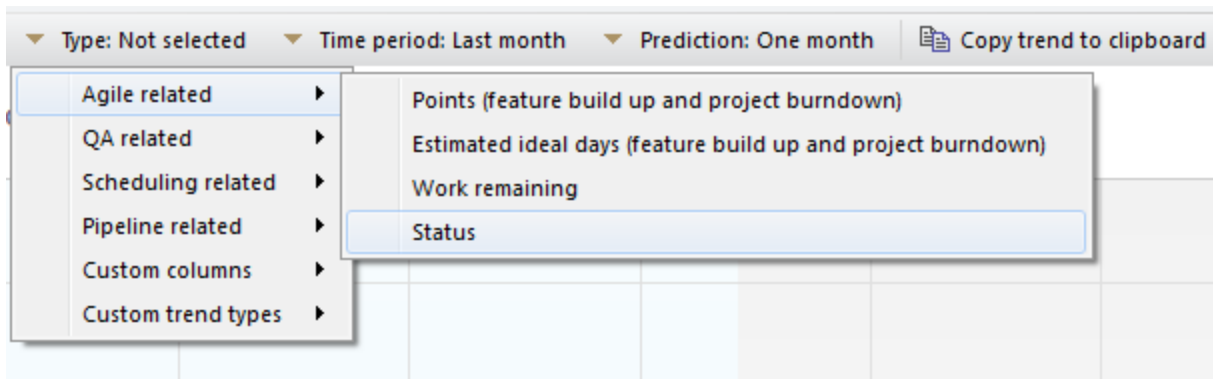 Type: Not selected Time period: Last month Prediction: One month Copy trend to clipboard
Agile related
QA related
Scheduling related
Pipeline related
Custom columns
Custom trend types
Points (feature build up and project burndown)
Estimated ideal days (feature build up and project burndown)
Work remaining
Status